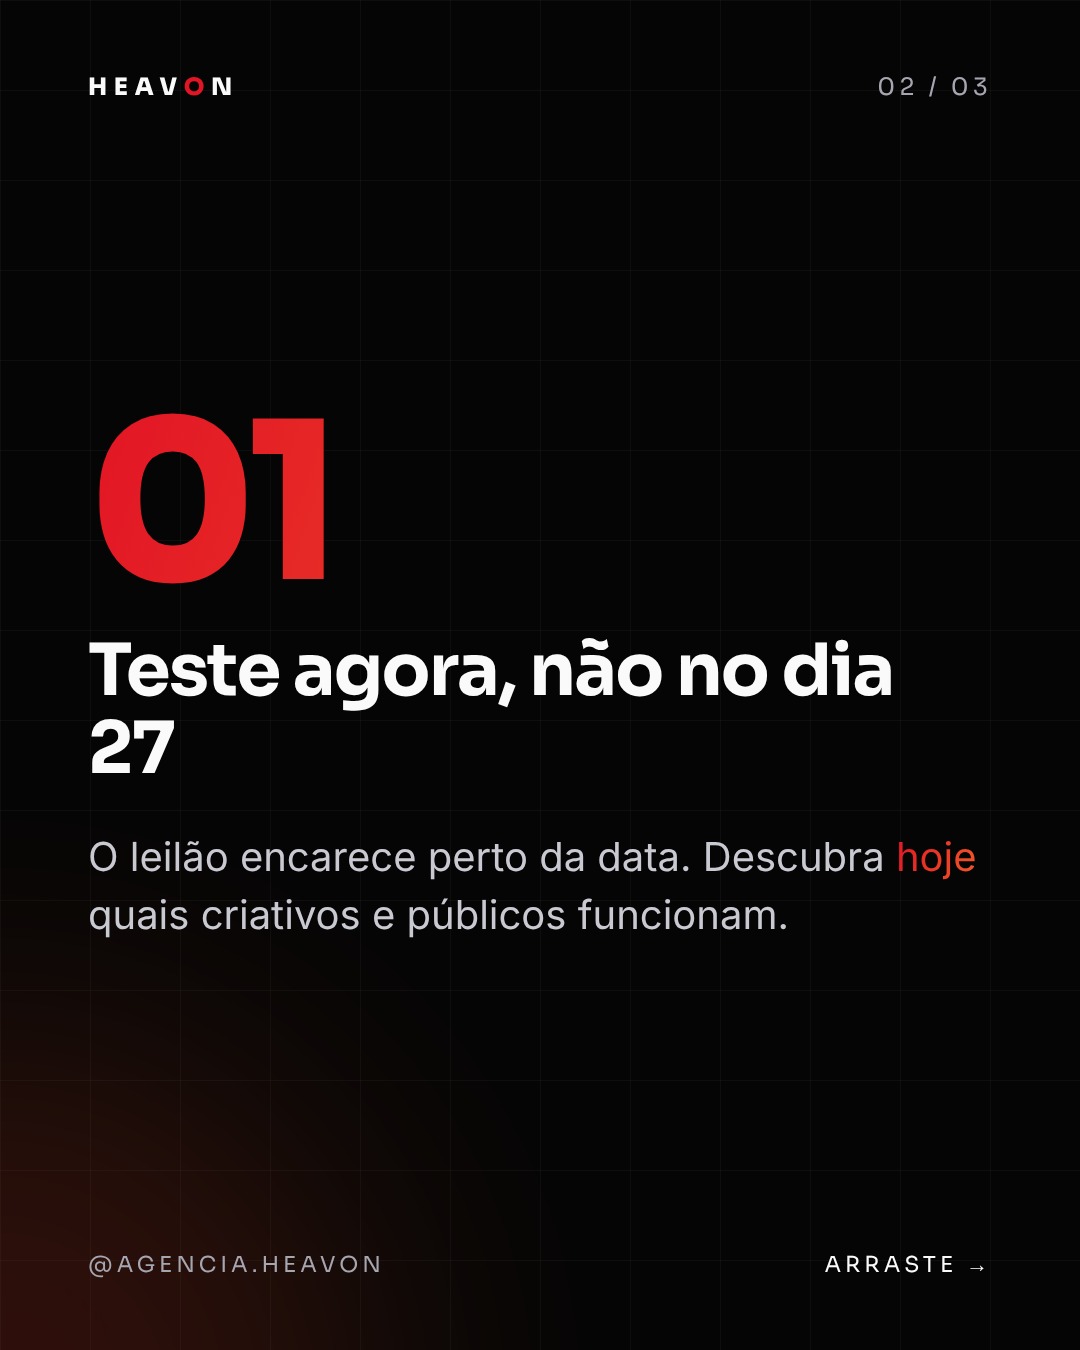 HEAVON
02 / 03
01
Teste agora, não no dia
27
O leilão encarece perto da data. Descubra hoje
quais criativos e públicos funcionam.
@AGENCIA.HEAVON
ARRASTE →